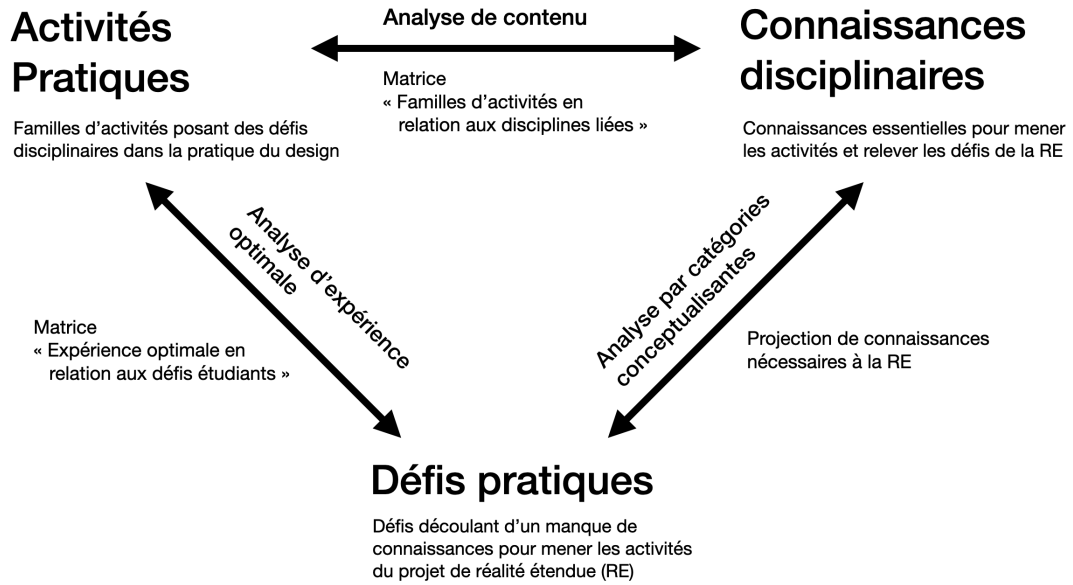 Activités
Pratiques
Familles d’activités posant des défis
disciplinaires dans la pratique du design
Analyse de contenu
Matrice
« Familles d’activités en
relation aux disciplines liées »
Connaissances
disciplinaires
Connaissances essentielles pour mener
les activités et relever les défis de la RE
Analyse d’expérience
optimale
Matrice
« Expérience optimale en
relation aux défis étudiants »
Analyse par catégories
conceptualisantes
Projection de connaissances
nécessaires à la RE
Défis pratiques
Défis découlant d’un manque de
connaissances pour mener les activités
du projet de réalité étendue (RE)